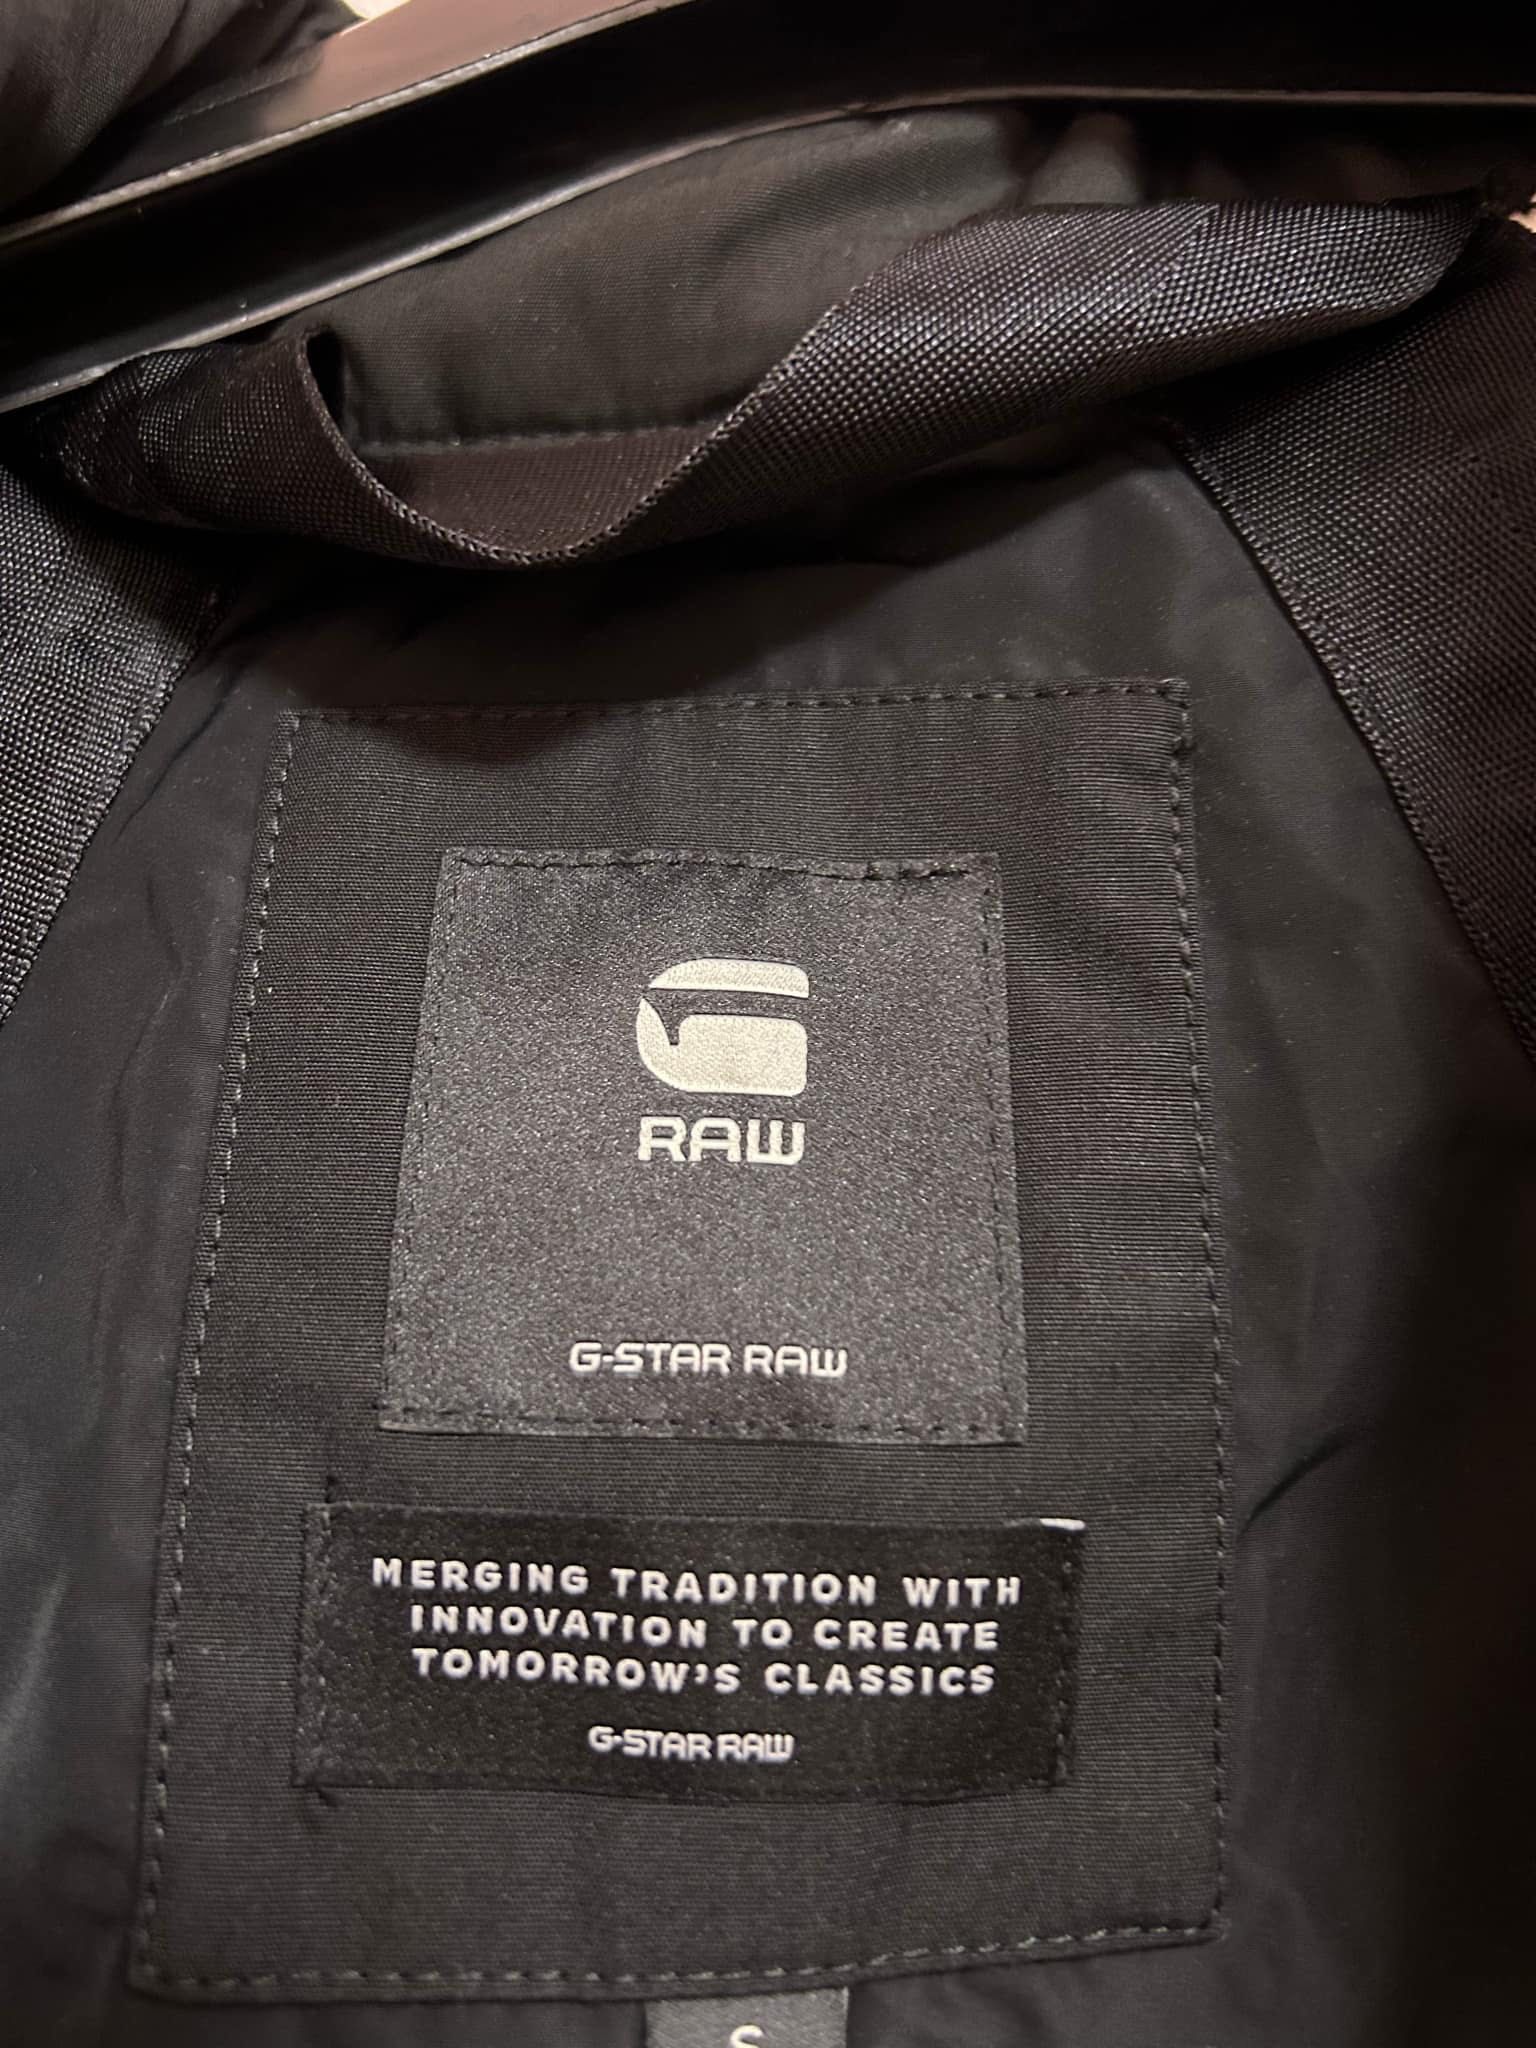 G
RAW
G-STAR RAW
MERGING TRADITION WITH
INNOVATION TO CREATE
TOMORROW'S CLASSICS
G-STAR RAW
S